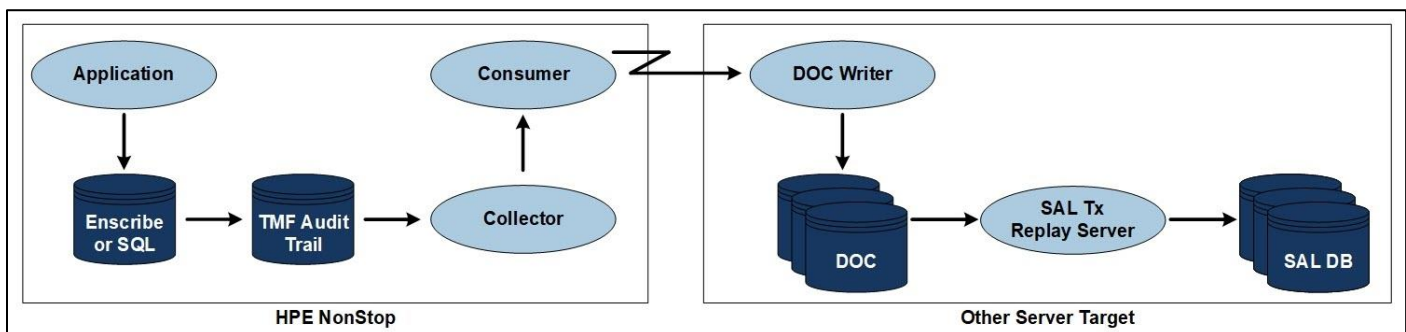 Application
Consumer
DOC Writer
Enscribe
or SQL
TMF Audit
Trail
Collector
DOC
SAL Tx
Replay Server
SAL DB
HPE NonStop
Other Server Target